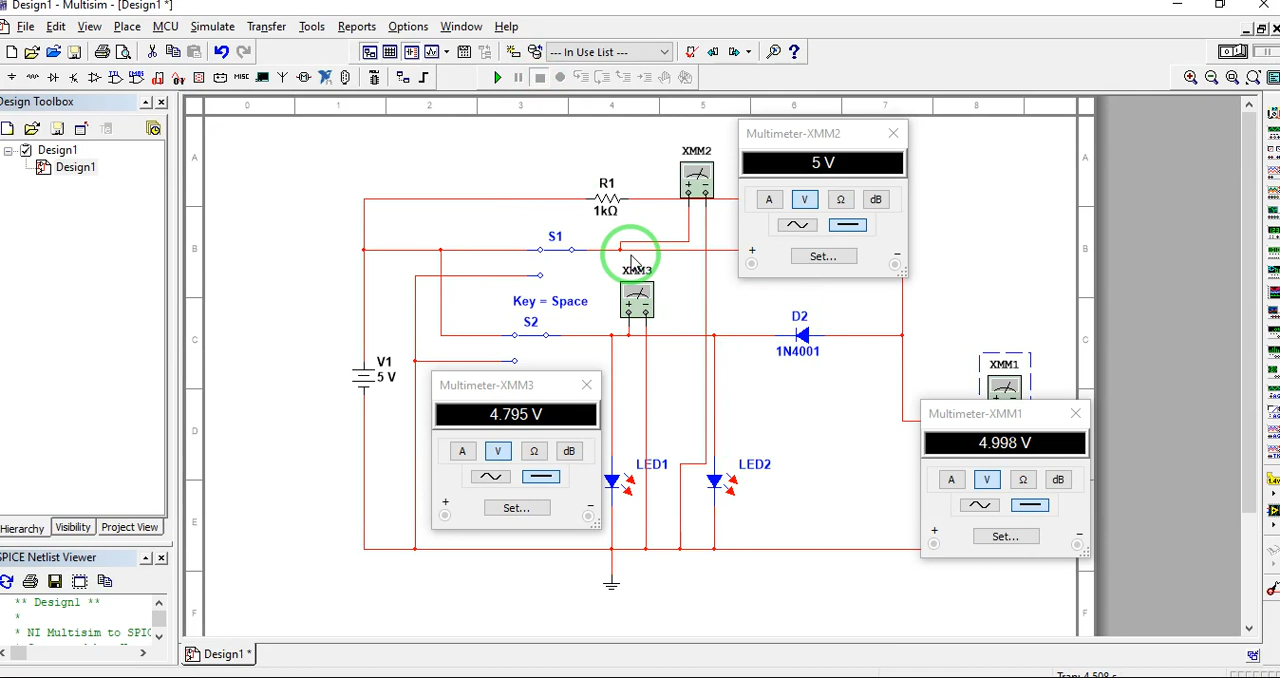 Design1 - Multisim - [Design1 *]
File Edit View Place MCU Simulate Transfer Tools Reports Options Window Help
--- In Use List ---
Design Toolbox
Design1
Design1
Hierarchy Visibility Project View
SPICE Netlist Viewer
** Design1 **
*
* NI Multisim to SPIC
Design1 *
0 1 2 3 4 5 6 7 8
A
B
C
D
E
F
A
B
C
D
E
F
XMM2
R1
1kΩ
S1
XMM3
Key = Space
S2
V1
5 V
D2
1N4001
XMM1
LED1
LED2
Multimeter-XMM2
5 V
A V Ω dB
Set...
+ -
Multimeter-XMM3
4.795 V
A V Ω dB
Set...
+ -
Multimeter-XMM1
4.998 V
A V Ω dB
Set...
+ -
Tran: 4.508 s